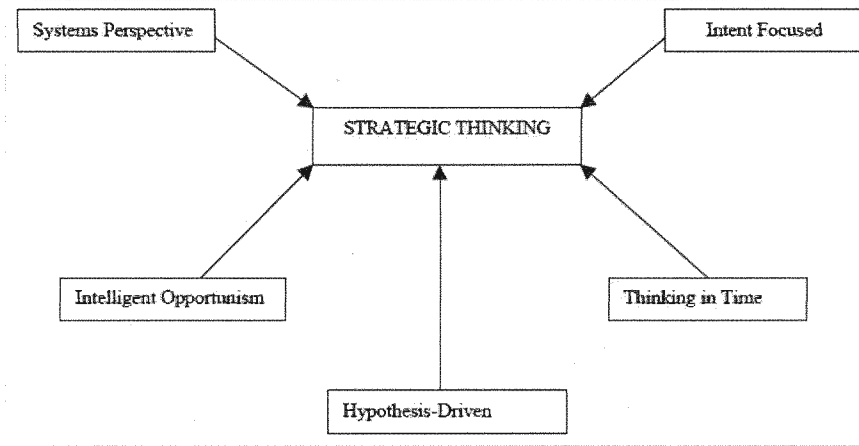 Systems Perspective
Intent Focused
STRATEGIC THINKING
Intelligent Opportunism
Thinking in Time
Hypothesis-Driven